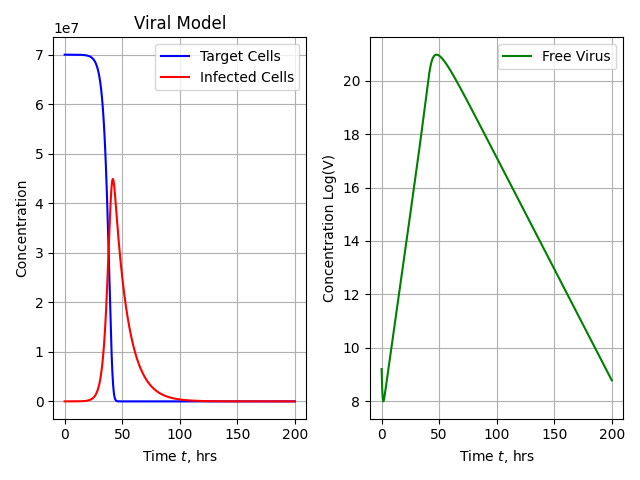 Viral Model
1e7
Target Cells
Infected Cells
Concentration
7
6
5
4
3
2
1
0
0 50 100 150 200
Time t, hrs
Free Virus
Concentration Log(V)
20
18
16
14
12
10
8
0 50 100 150 200
Time t, hrs